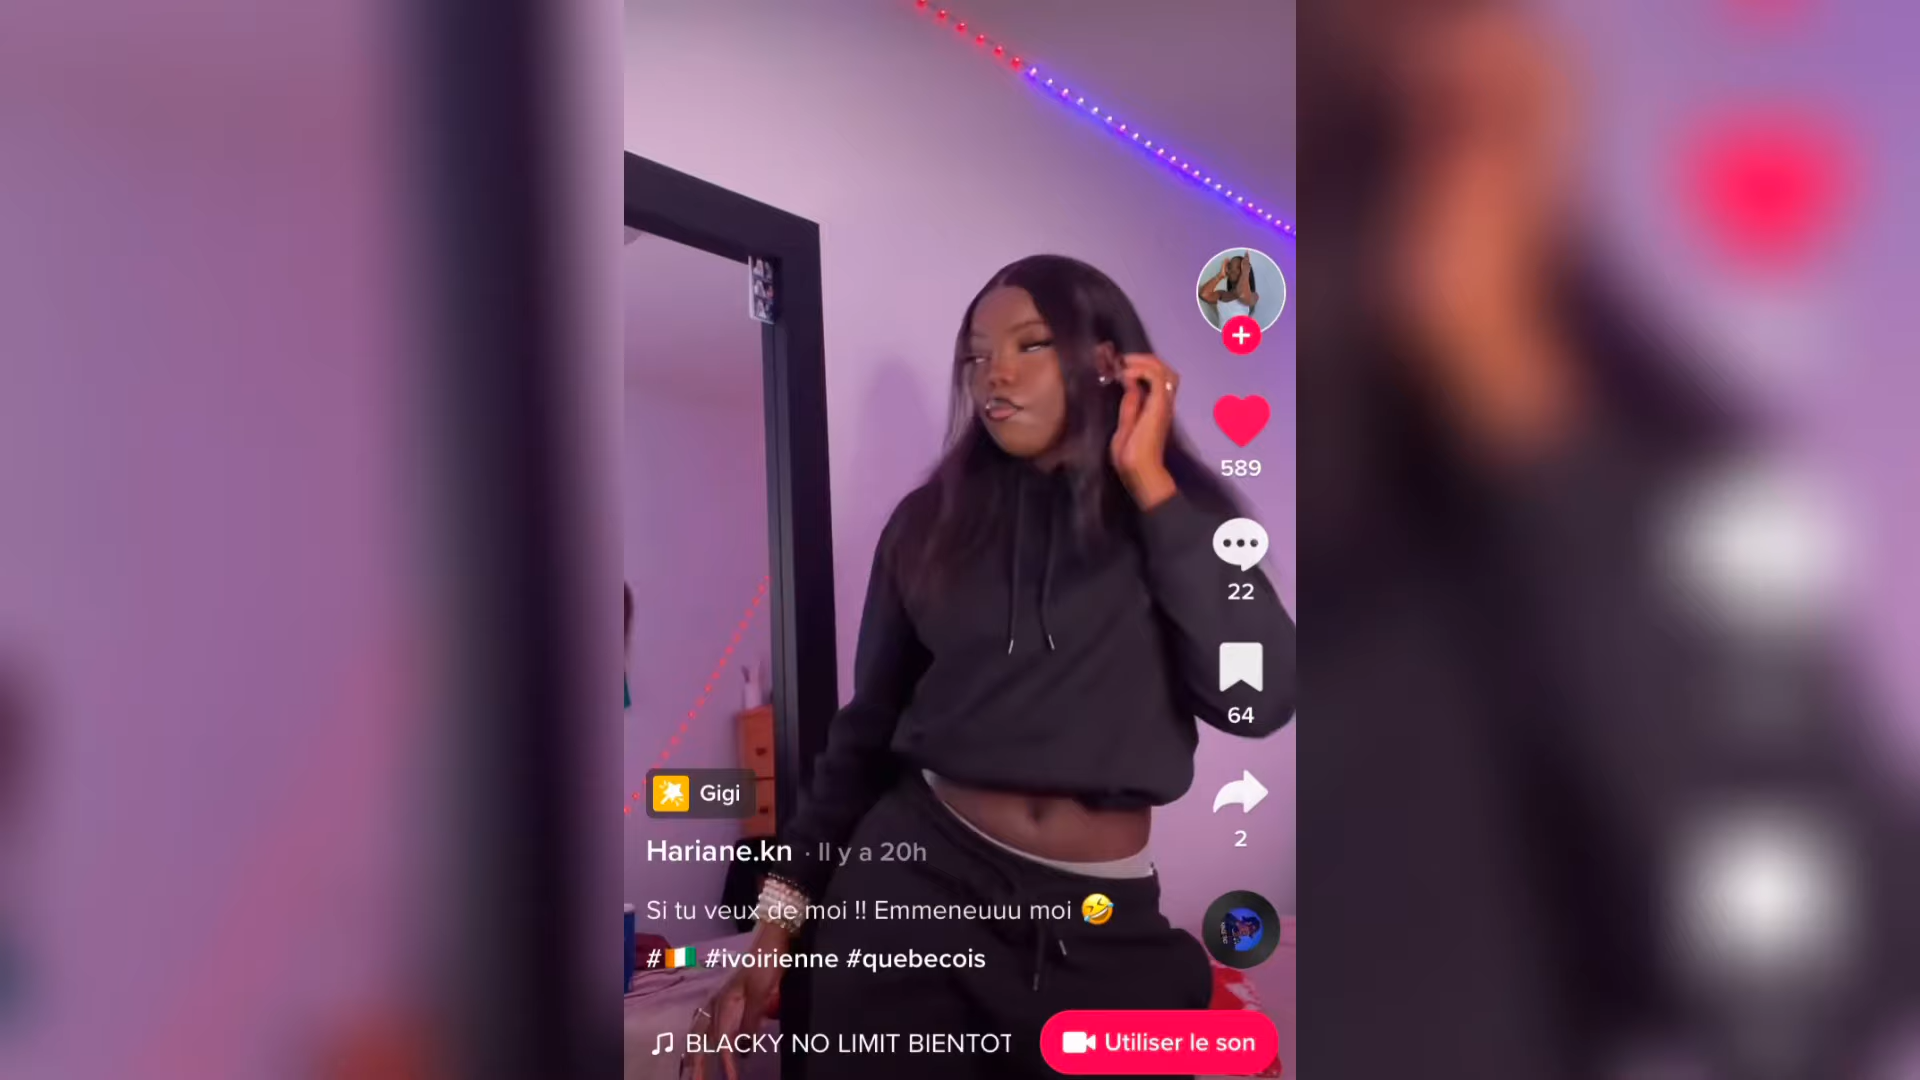 589
22
64
2
Gigi
Hariane.kn · Il y a 20h
Si tu veux de moi !! Emmeneuuu moi 🤣
#🇨🇮 #ivoirienne #quebecois
BLACKY NO LIMIT BIENTOT
Utiliser le son